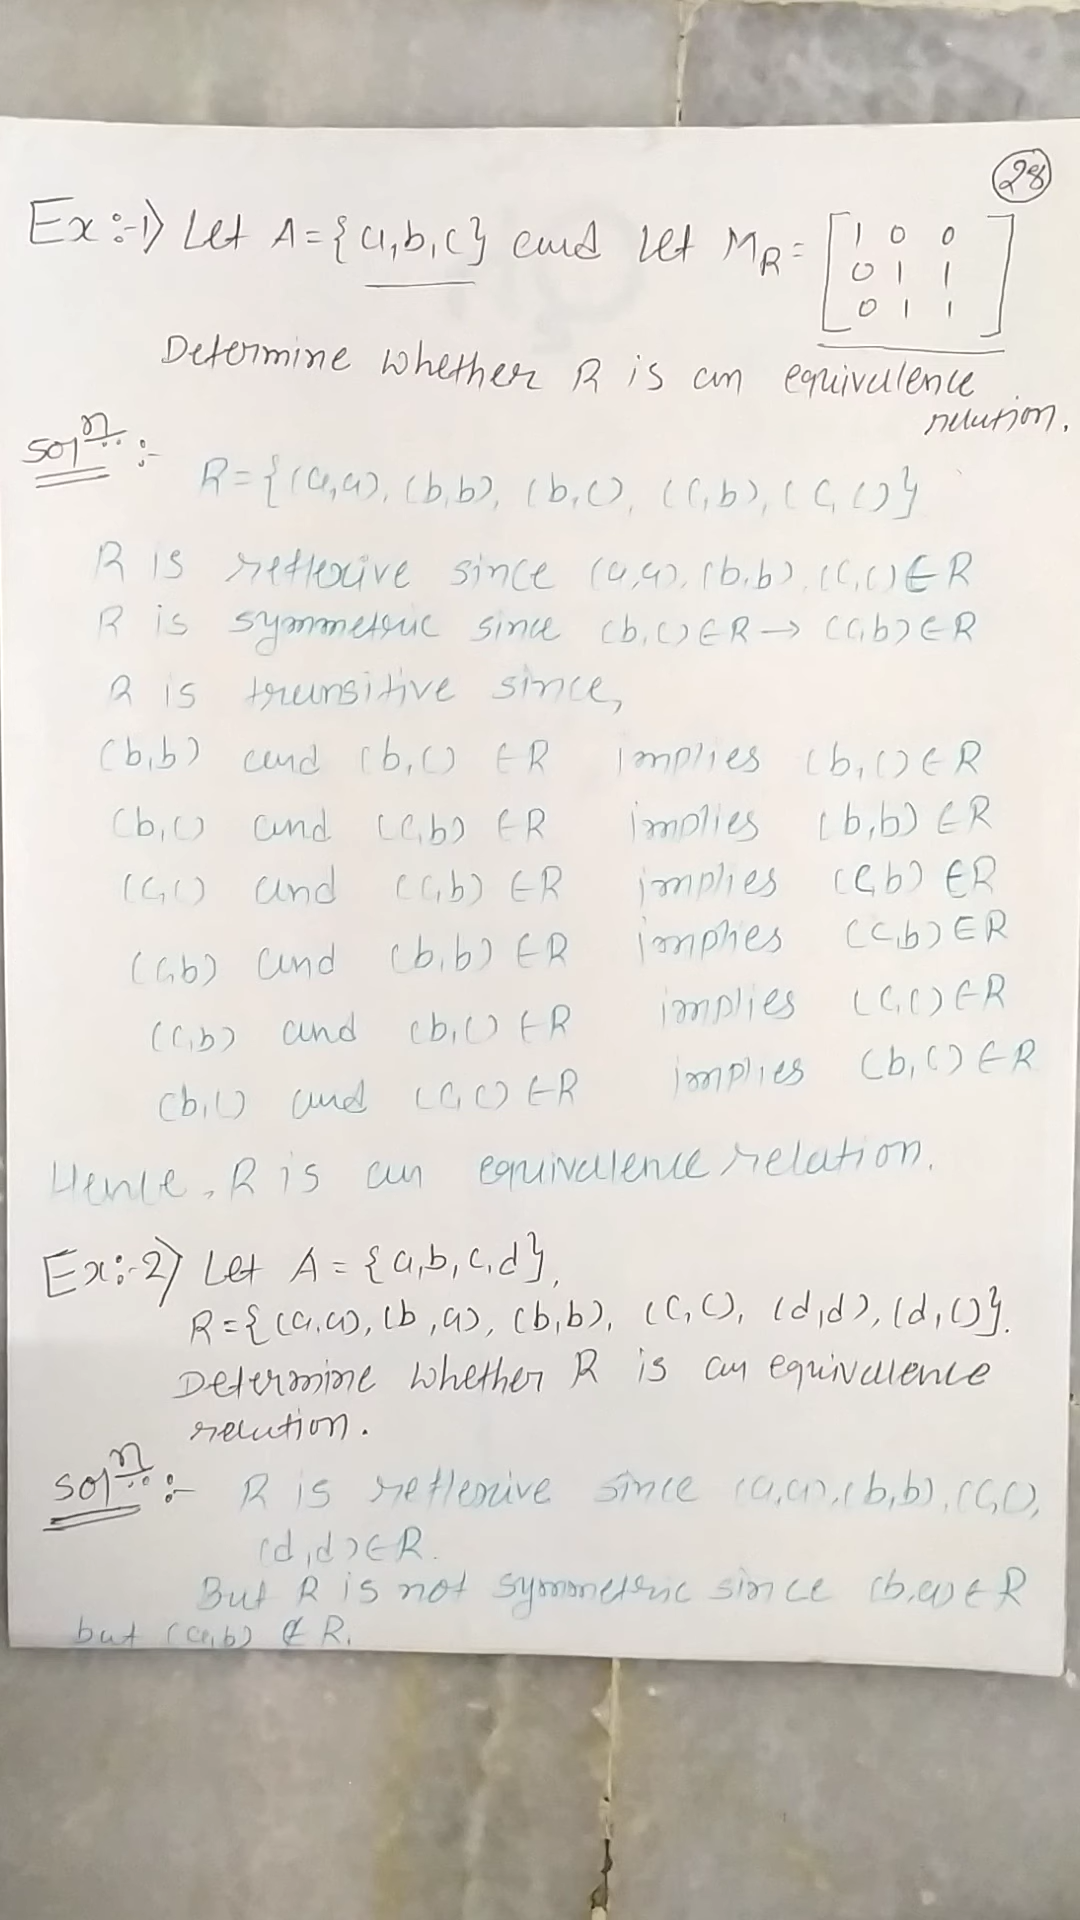 28
Ex:-1) Let A={a,b,c} and let MR= [1 0 0
0 1 1
0 1 1]
Determine whether R is an equivalence
relation.
Solⁿ:-
R={(a,a), (b,b), (b,c), (c,b), (c,c)}
R is reflexive since (a,a), (b,b), (c,c)∈R
R is symmetric since (b,c)∈R→ (c,b)∈R
R is transitive since,
(b,b) and (b,c) ∈R implies (b,c)∈R
(b,c) and (c,b) ∈R implies (b,b) ∈R
(c,c) and (c,b) ∈R implies (c,b) ∈R
(c,b) and (b,b) ∈R implies (c,b)∈R
(c,b) and (b,c) ∈R implies (c,c)∈R
(b,c) and (c,c)∈R implies (b,c)∈R
Hence, R is an equivalence relation.
Ex:-2) Let A = {a,b,c,d},
R={(a,a), (b,a), (b,b), (c,c), (d,d), (d,c)}.
Determine whether R is an equivalence
relation.
Solⁿ:- R is reflexive since (a,a),(b,b),(c,c),
(d,d)∈R.
But R is not symmetric since (b,a)∈R
but (a,b) ∉ R.